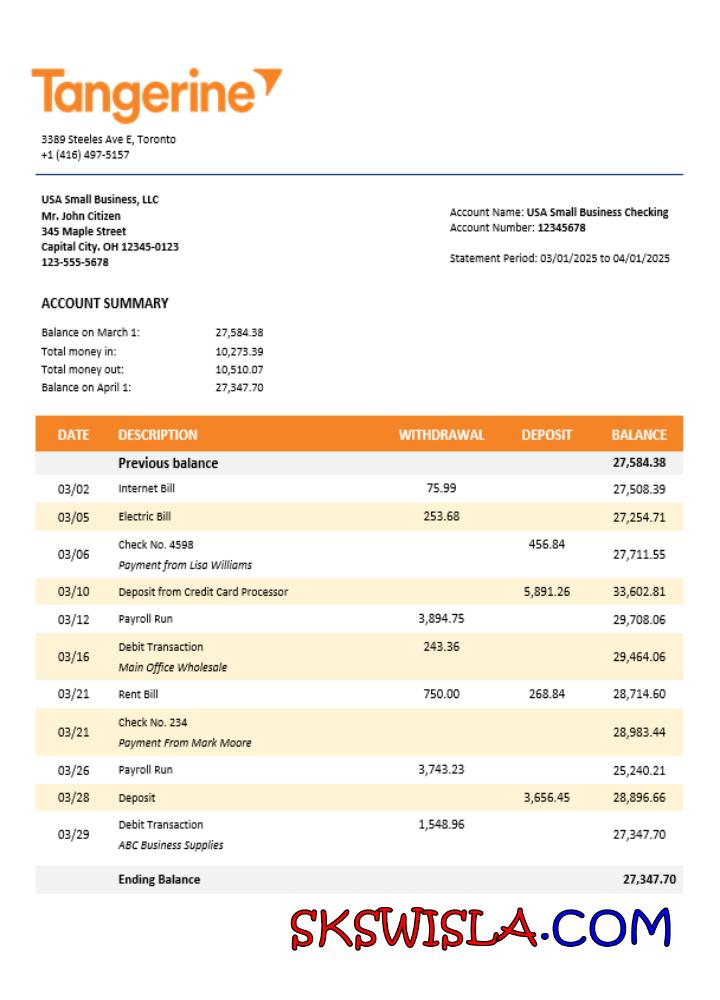 Tangerine
3389 Steeles Ave E, Toronto
+1 (416) 497-5157
USA Small Business, LLC
Mr. John Citizen
345 Maple Street
Capital City. OH 12345-0123
123-555-5678
Account Name: USA Small Business Checking
Account Number: 12345678
Statement Period: 03/01/2025 to 04/01/2025
ACCOUNT SUMMARY
Balance on March 1: 27,584.38
Total money in: 10,273.39
Total money out: 10,510.07
Balance on April 1: 27,347.70
DATE DESCRIPTION WITHDRAWAL DEPOSIT BALANCE
Previous balance 27,584.38
03/02 Internet Bill 75.99 27,508.39
03/05 Electric Bill 253.68 27,254.71
03/06 Check No. 4598 456.84 27,711.55
Payment from Lisa Williams
03/10 Deposit from Credit Card Processor 5,891.26 33,602.81
03/12 Payroll Run 3,894.75 29,708.06
03/16 Debit Transaction 243.36 29,464.06
Main Office Wholesale
03/21 Rent Bill 750.00 268.84 28,714.60
03/21 Check No. 234 28,983.44
Payment From Mark Moore
03/26 Payroll Run 3,743.23 25,240.21
03/28 Deposit 3,656.45 28,896.66
03/29 Debit Transaction 1,548.96 27,347.70
ABC Business Supplies
Ending Balance 27,347.70
SKSWISLA.COM